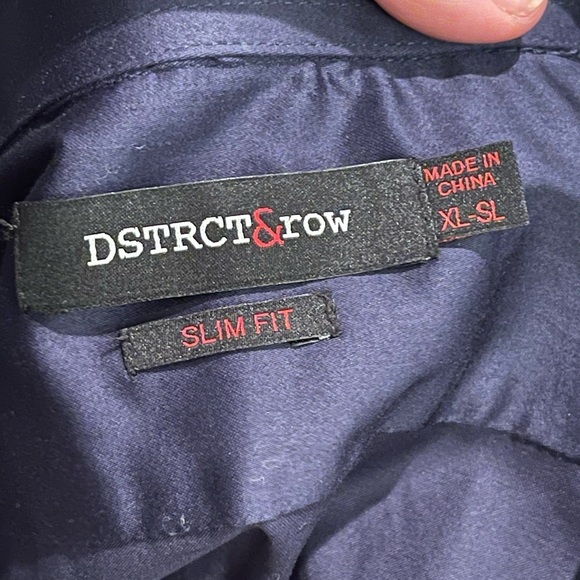 DSTRCT&row
MADE IN
CHINA
XL-SL
SLIM FIT